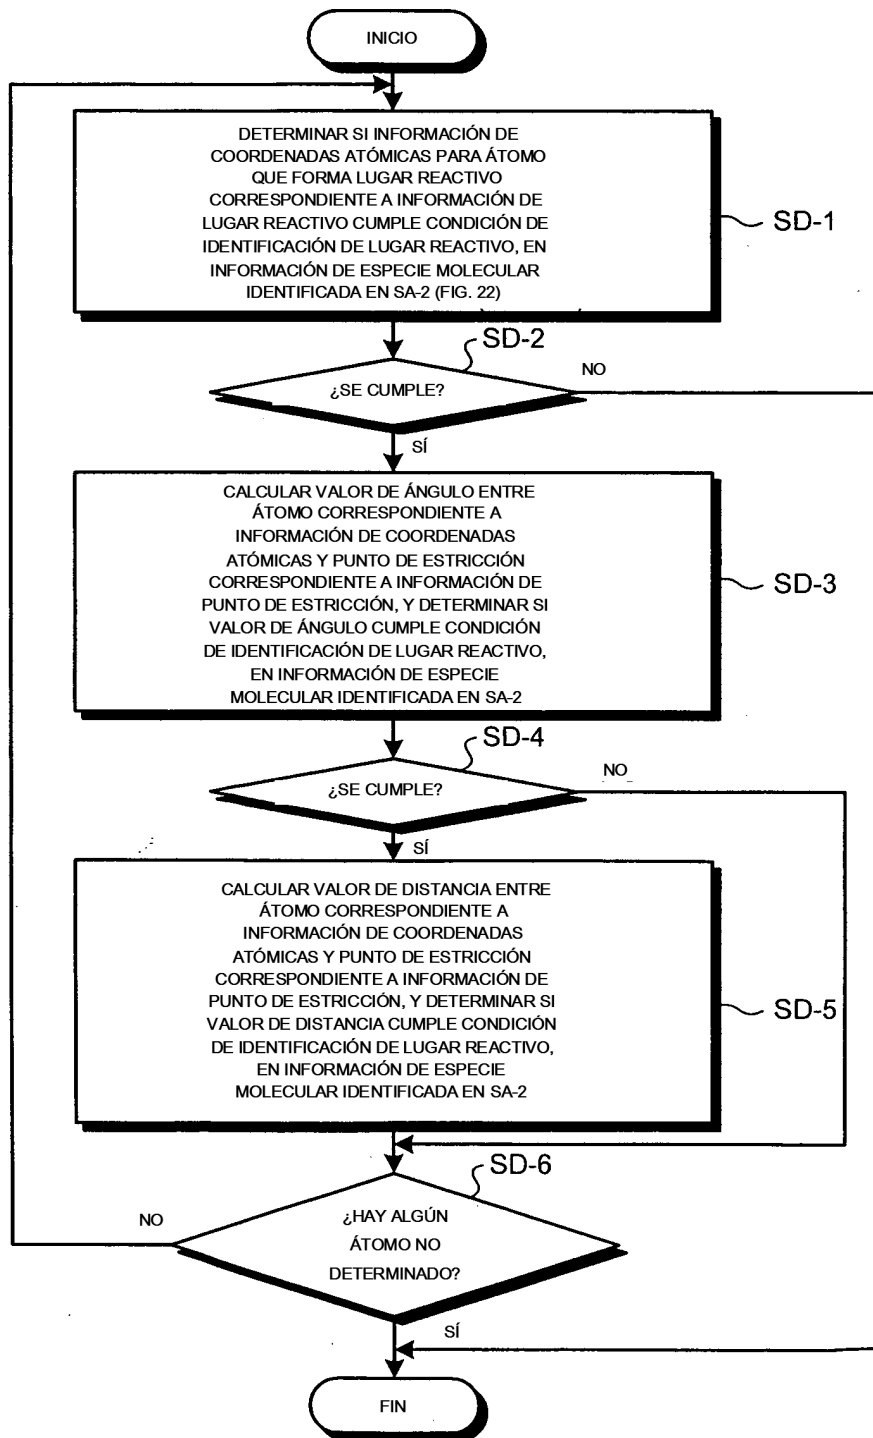 INICIO
DETERMINAR SI INFORMACIÓN DE
COORDENADAS ATÓMICAS PARA ÁTOMO
QUE FORMA LUGAR REACTIVO
CORRESPONDIENTE A INFORMACIÓN DE
LUGAR REACTIVO CUMPLE CONDICIÓN DE
IDENTIFICACIÓN DE LUGAR REACTIVO, EN
INFORMACIÓN DE ESPECIE MOLECULAR
IDENTIFICADA EN SA-2 (FIG. 22)
SD-1
SD-2
¿SE CUMPLE?
NO
SÍ
CALCULAR VALOR DE ÁNGULO ENTRE
ÁTOMO CORRESPONDIENTE A
INFORMACIÓN DE COORDENADAS
ATÓMICAS Y PUNTO DE ESTRICCIÓN
CORRESPONDIENTE A INFORMACIÓN DE
PUNTO DE ESTRICCIÓN, Y DETERMINAR SI
VALOR DE ÁNGULO CUMPLE CONDICIÓN
DE IDENTIFICACIÓN DE LUGAR REACTIVO,
EN INFORMACIÓN DE ESPECIE
MOLECULAR IDENTIFICADA EN SA-2
SD-3
SD-4
¿SE CUMPLE?
NO
SÍ
CALCULAR VALOR DE DISTANCIA ENTRE
ÁTOMO CORRESPONDIENTE A
INFORMACIÓN DE COORDENADAS
ATÓMICAS Y PUNTO DE ESTRICCIÓN
CORRESPONDIENTE A INFORMACIÓN DE
PUNTO DE ESTRICCIÓN, Y DETERMINAR SI
VALOR DE DISTANCIA CUMPLE CONDICIÓN
DE IDENTIFICACIÓN DE LUGAR REACTIVO,
EN INFORMACIÓN DE ESPECIE
MOLECULAR IDENTIFICADA EN SA-2
SD-5
SD-6
¿HAY ALGÚN
ÁTOMO NO
DETERMINADO?
NO
SÍ
FIN